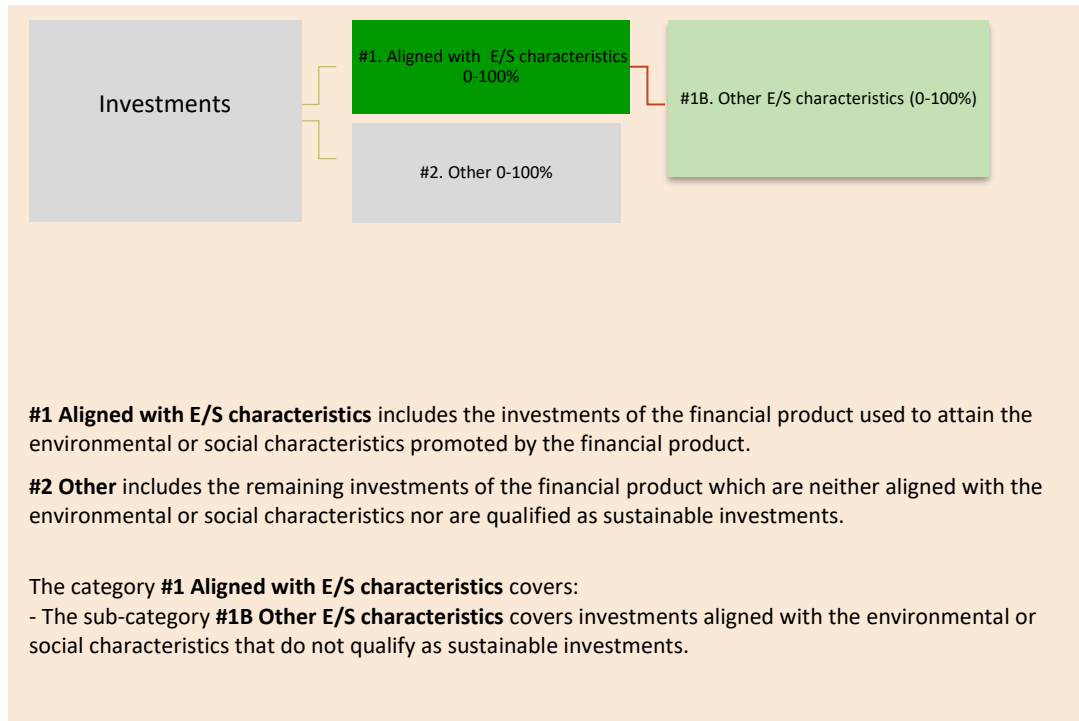 Investments
#1. Aligned with E/S characteristics
0-100%
#1B. Other E/S characteristics (0-100%)
#2. Other 0-100%
#1 Aligned with E/S characteristics includes the investments of the financial product used to attain the
environmental or social characteristics promoted by the financial product.
#2 Other includes the remaining investments of the financial product which are neither aligned with the
environmental or social characteristics nor are qualified as sustainable investments.
The category #1 Aligned with E/S characteristics covers:
- The sub-category #1B Other E/S characteristics covers investments aligned with the environmental or
social characteristics that do not qualify as sustainable investments.